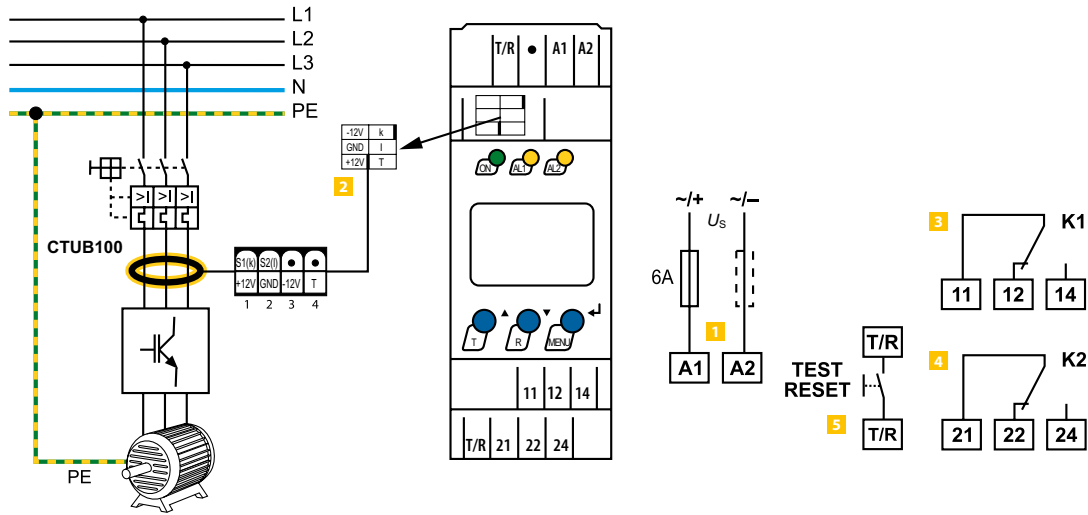 L1
L2
L3
N
PE
-12V k
GND l
+12V T
2
>I >I >I
CTUB100
S1(k) S2(l)
+12V GND -12V T
1 2 3 4
PE
T/R A1 A2
ON AL1 AL2
T R MENU
11 12 14
T/R 21 22 24
~/+ ~/–
US
6A
1
A1 A2
T/R
TEST
RESET
5
T/R
3
K1
11 12 14
4
K2
21 22 24